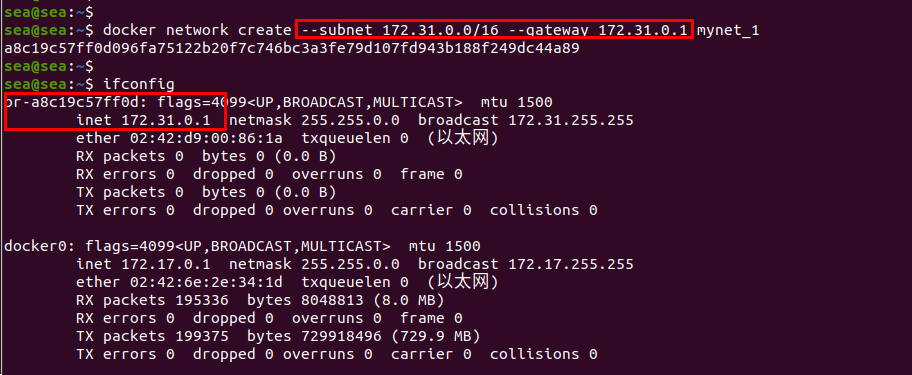 sea@sea:~$
sea@sea:~$ docker network create --subnet 172.31.0.0/16 --gateway 172.31.0.1 mynet_1
a8c19c57ff0d096fa75122b20f7c746bc3a3fe79d107fd943b188f249dc44a89
sea@sea:~$
sea@sea:~$ ifconfig
br-a8c19c57ff0d: flags=4099<UP,BROADCAST,MULTICAST>  mtu 1500
        inet 172.31.0.1  netmask 255.255.0.0  broadcast 172.31.255.255
        ether 02:42:d9:00:86:1a  txqueuelen 0  (以太网)
        RX packets 0  bytes 0 (0.0 B)
        RX errors 0  dropped 0  overruns 0  frame 0
        TX packets 0  bytes 0 (0.0 B)
        TX errors 0  dropped 0 overruns 0  carrier 0  collisions 0
docker0: flags=4099<UP,BROADCAST,MULTICAST>  mtu 1500
        inet 172.17.0.1  netmask 255.255.0.0  broadcast 172.17.255.255
        ether 02:42:6e:2e:34:1d  txqueuelen 0  (以太网)
        RX packets 195336  bytes 8048813 (8.0 MB)
        RX errors 0  dropped 0  overruns 0  frame 0
        TX packets 199375  bytes 729918496 (729.9 MB)
        TX errors 0  dropped 0 overruns 0  carrier 0  collisions 0